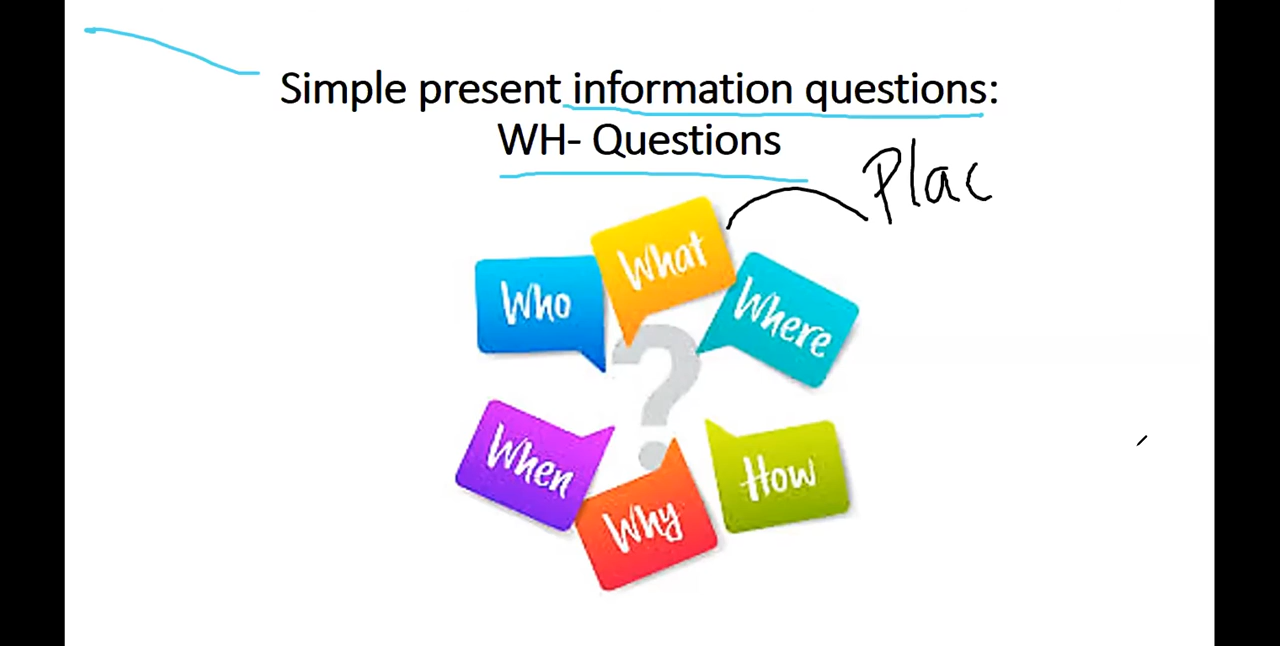 Simple present information questions:
WH- Questions
Plac
What
Who
Where
When
How
Why